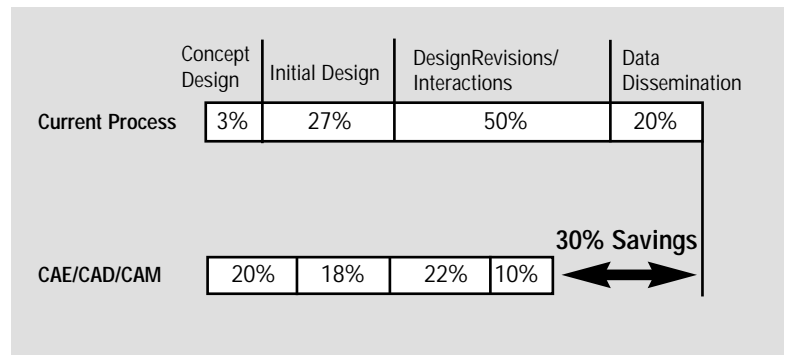 Concept
Design
Initial Design
DesignRevisions/
Interactions
Data
Dissemination
Current Process
3%
27%
50%
20%
30% Savings
CAE/CAD/CAM
20%
18%
22%
10%